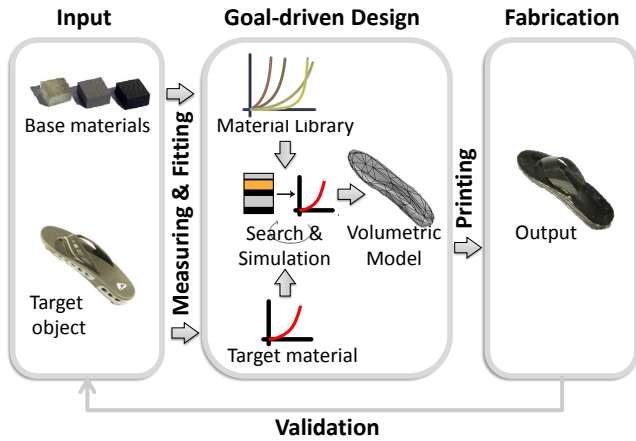 Input
Goal-driven Design
Fabrication
Base materials
Target
object
Measuring & Fitting
Material Library
Search &
Simulation
Volumetric
Model
Target material
Printing
Output
Validation